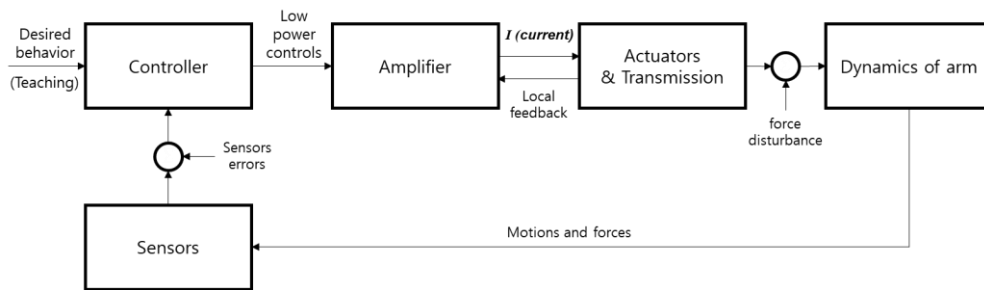 Desired
behavior
(Teaching)
Controller
Low
power
controls
Amplifier
I (current)
Local
feedback
Actuators
& Transmission
force
disturbance
Dynamics of arm
Sensors
errors
Sensors
Motions and forces